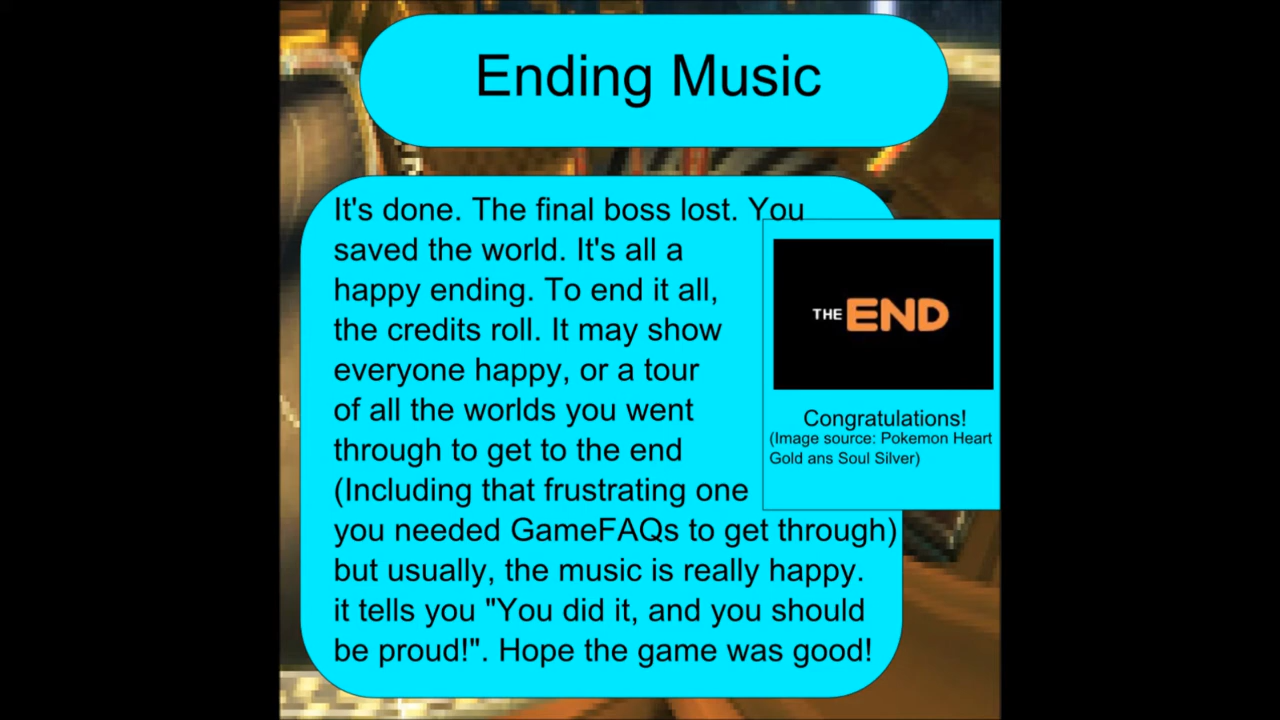 Ending Music
It's done. The final boss lost. You
saved the world. It's all a
happy ending. To end it all,
the credits roll. It may show
everyone happy, or a tour
of all the worlds you went
through to get to the end
(Including that frustrating one
you needed GameFAQs to get through)
but usually, the music is really happy.
it tells you "You did it, and you should
be proud!". Hope the game was good!
THE END
Congratulations!
(Image source: Pokemon Heart
Gold ans Soul Silver)